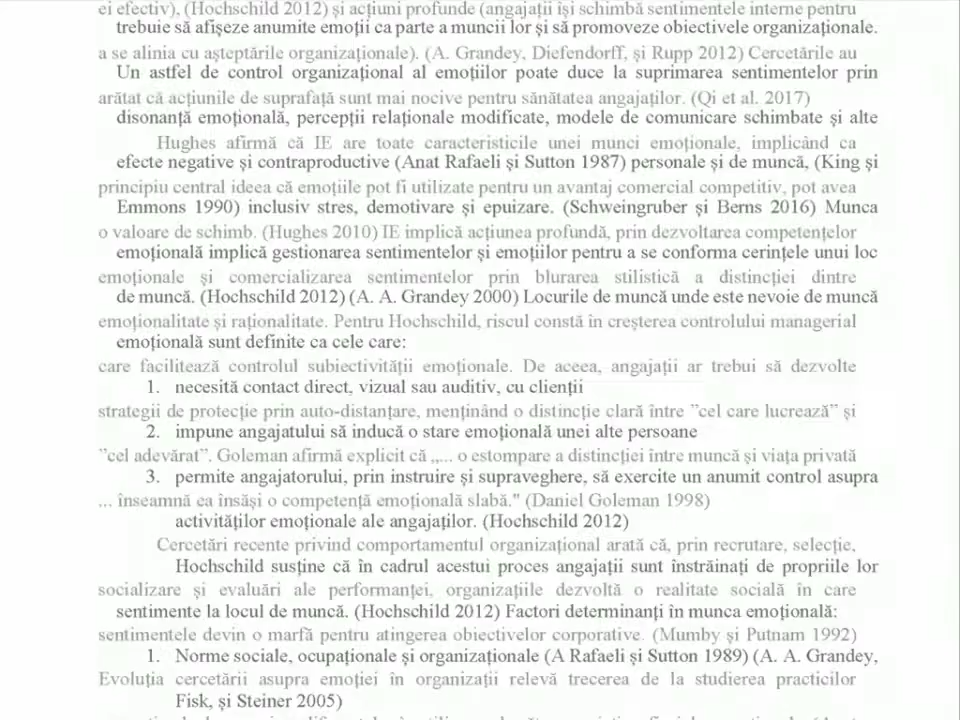 ei efectiv), (Hochschild 2012) și acțiuni profunde (angajații își schimbă sentimentele interne pentru
trebuie să afișeze anumite emoții ca parte a muncii lor și să promoveze obiectivele organizaționale.
a se alinia cu așteptările organizaționale). (A. Grandey, Diefendorff, și Rupp 2012) Cercetările au
Un astfel de control organizațional al emoțiilor poate duce la suprimarea sentimentelor prin
arătat că acțiunile de suprafață sunt mai nocive pentru sănătatea angajaților. (Qi et al. 2017)
disonanță emoțională, percepții relaționale modificate, modele de comunicare schimbate și alte
Hughes afirmă că IE are toate caracteristicile unei munci emoționale, implicând ca
efecte negative și contraproductive (Anat Rafaeli și Sutton 1987) personale și de muncă, (King și
principiu central ideea că emoțiile pot fi utilizate pentru un avantaj comercial competitiv, pot avea
Emmons 1990) inclusiv stres, demotivare și epuizare. (Schweingruber și Berns 2016) Munca
o valoare de schimb. (Hughes 2010) IE implică acțiunea profundă, prin dezvoltarea competențelor
emoțională implică gestionarea sentimentelor și emoțiilor pentru a se conforma cerințele unui loc
emoționale și comercializarea sentimentelor prin blurarea stilistică a distincției dintre
de muncă. (Hochschild 2012) (A. A. Grandey 2000) Locurile de muncă unde este nevoie de muncă
emoționalitate și raționalitate. Pentru Hochschild, riscul constă în creșterea controlului managerial
emoțională sunt definite ca cele care:
care facilitează controlul subiectivității emoționale. De aceea, angajații ar trebui să dezvolte
1. necesită contact direct, vizual sau auditiv, cu clienții
strategii de protecție prin auto-distanțare, menținând o distincție clară între ”cel care lucrează” și
2. impune angajatului să inducă o stare emoțională unei alte persoane
”cel adevărat”. Goleman afirmă explicit că „... o estompare a distincției între muncă și viața privată
3. permite angajatorului, prin instruire și supraveghere, să exercite un anumit control asupra
... înseamnă ea însăși o competență emoțională slabă." (Daniel Goleman 1998)
activităților emoționale ale angajaților. (Hochschild 2012)
Cercetări recente privind comportamentul organizațional arată că, prin recrutare, selecție,
Hochschild susține că în cadrul acestui proces angajații sunt înstrăinați de propriile lor
socializare și evaluări ale performanței, organizațiile dezvoltă o realitate socială în care
sentimente la locul de muncă. (Hochschild 2012) Factori determinanți în munca emoțională:
sentimentele devin o marfă pentru atingerea obiectivelor corporative. (Mumby și Putnam 1992)
1. Norme sociale, ocupaționale și organizaționale (A Rafaeli și Sutton 1989) (A. A. Grandey,
Evoluția cercetării asupra emoției în organizații relevă trecerea de la studierea practicilor
Fisk, și Steiner 2005)